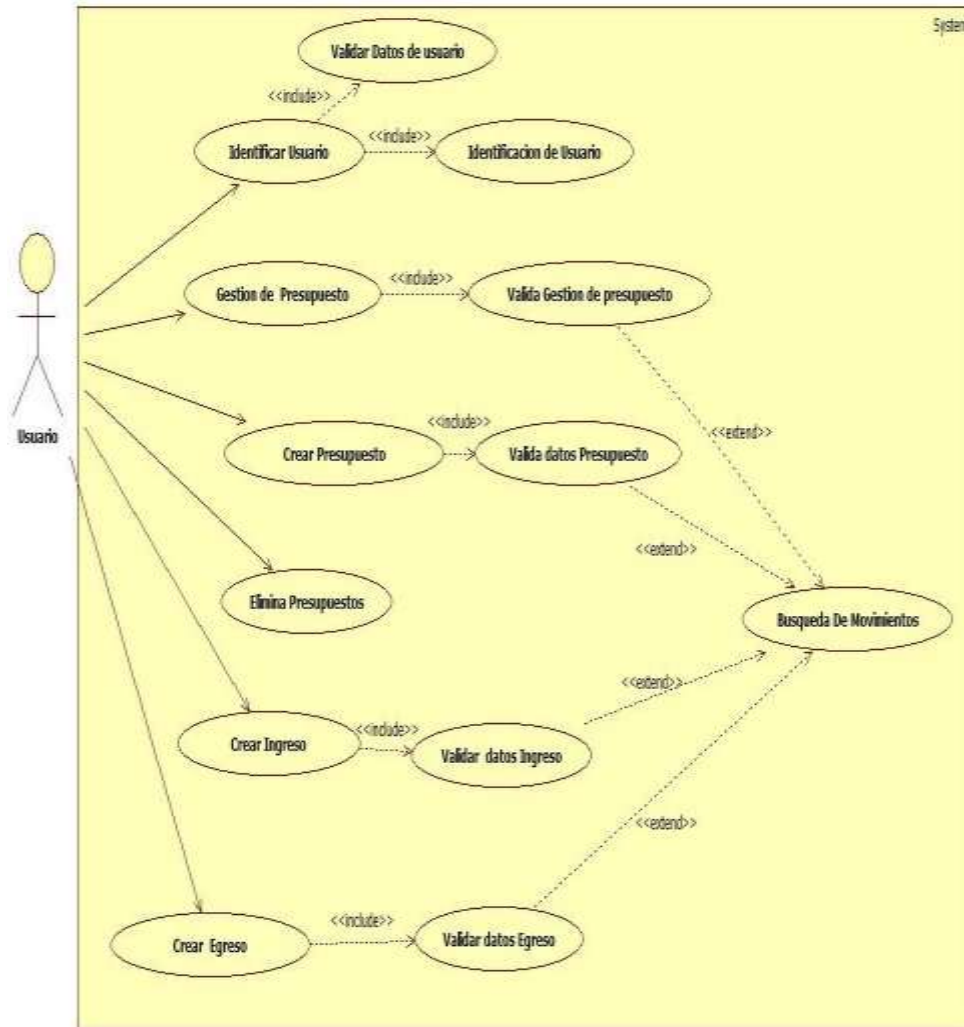 System
Validar Datos de usuario
<<include>>
Identificar Usuario
<<include>>
Identificacion de Usuario
Gestion de Presupuesto
<<include>>
Valida Gestion de presupuesto
Usuario
Crear Presupuesto
<<include>>
Valida datos Presupuesto
<<extend>>
<<extend>>
Elimina Presupuestos
Busqueda De Movimientos
<<extend>>
Crear Ingreso
<<include>>
Validar datos Ingreso
<<extend>>
Crear Egreso
<<include>>
Validar datos Egreso